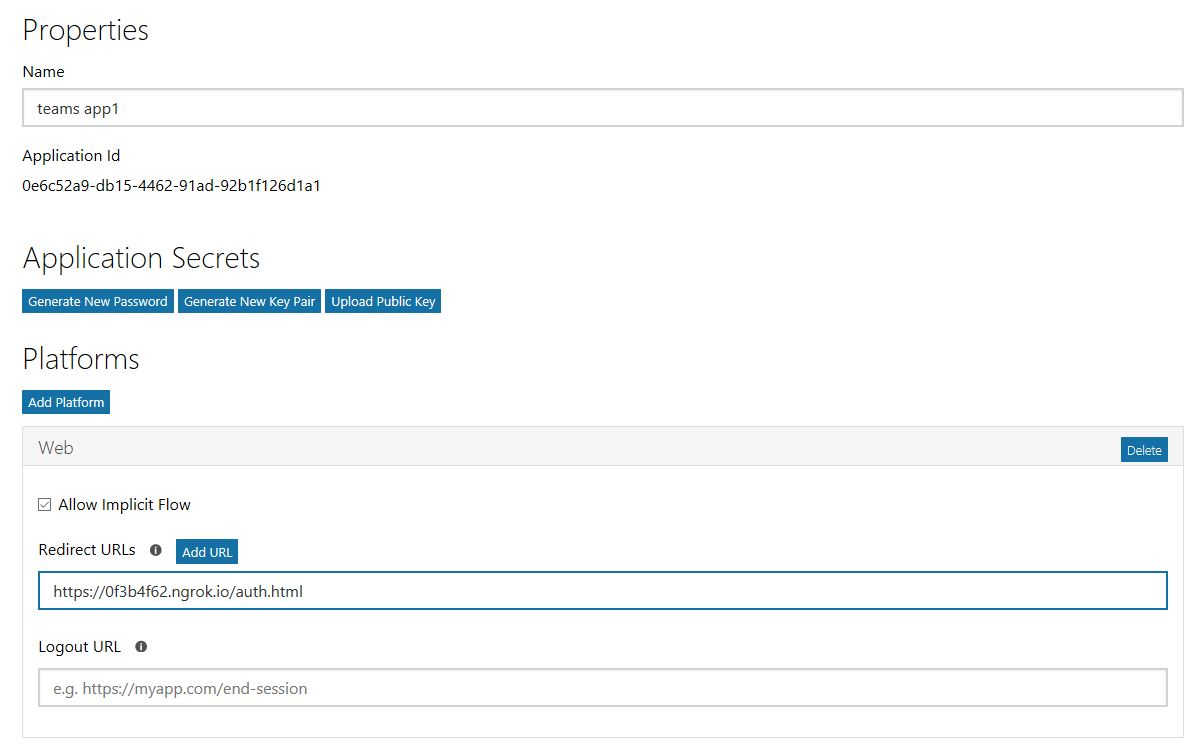 Properties
Name
teams app1
Application Id
0e6c52a9-db15-4462-91ad-92b1f126d1a1
Application Secrets
Generate New Password Generate New Key Pair Upload Public Key
Platforms
Add Platform
Web Delete
Allow Implicit Flow
Redirect URLs Add URL
https://0f3b4f62.ngrok.io/auth.html
Logout URL
e.g. https://myapp.com/end-session